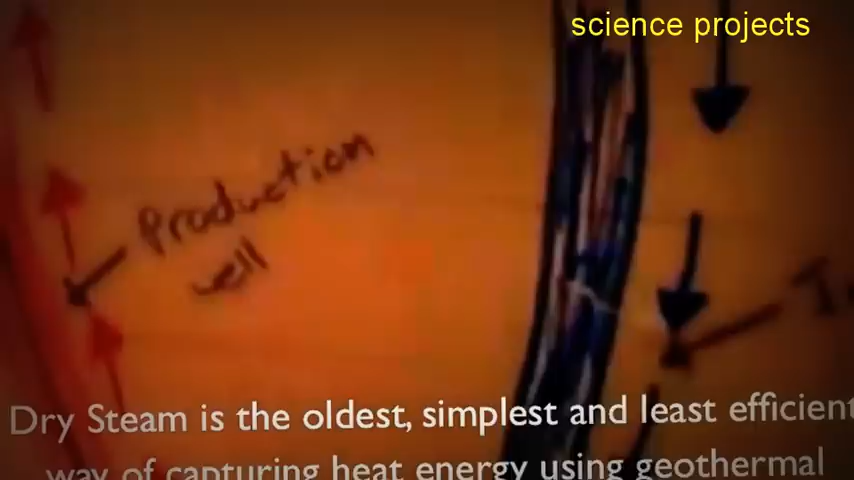 science projects
Production
well
Dry Steam is the oldest, simplest and least efficient
way of capturing heat energy using geothermal